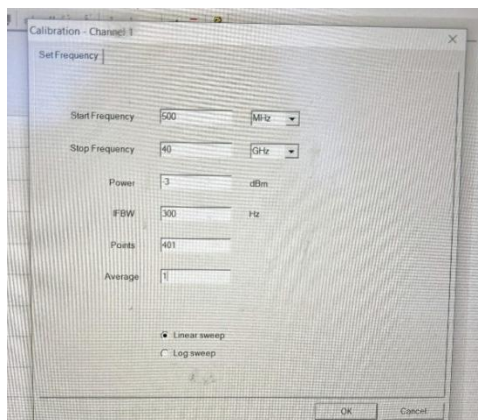 Calibration - Channel 1
Set Frequency
Start Frequency 500 MHz
Stop Frequency 40 GHz
Power -3 dBm
IFBW 300 Hz
Points 401
Average 1
Linear sweep
Log sweep
OK Cancel